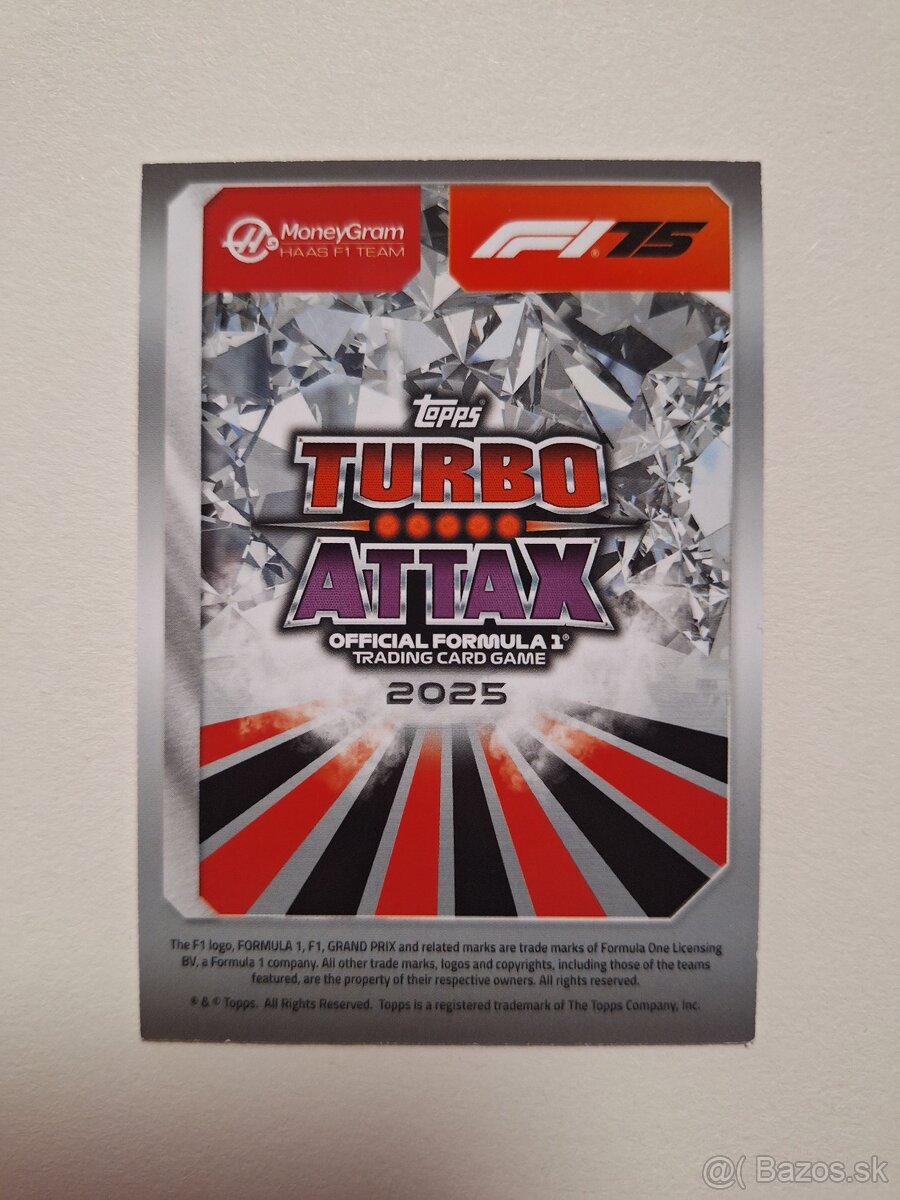 MoneyGram
HAAS F1 TEAM
F1® 75
Topps®
TURBO
ATTAX
OFFICIAL FORMULA 1®
TRADING CARD GAME
2025
The F1 logo, FORMULA 1, F1, GRAND PRIX and related marks are trade marks of Formula One Licensing
BV, a Formula 1 company. All other trade marks, logos and copyrights, including those of the teams
featured, are the property of their respective owners. All rights reserved.
® & © Topps. All Rights Reserved. Topps is a registered trademark of The Topps Company, Inc.
@( Bazos.sk